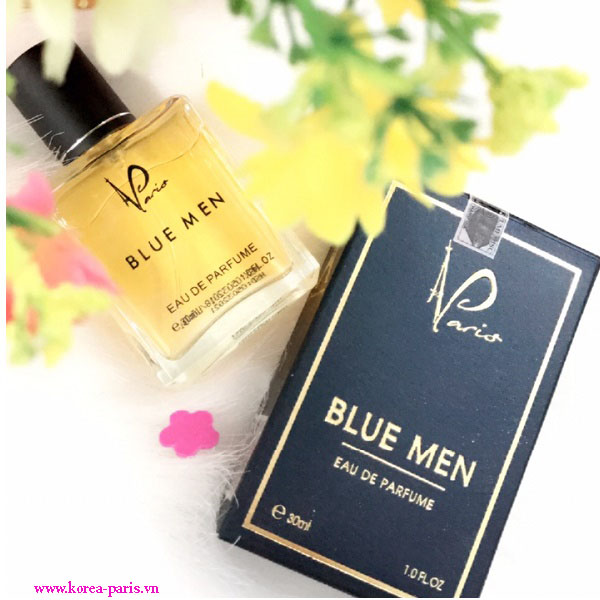 Paris
BLUE MEN
EAU DE PARFUME
Paris
BLUE MEN
EAU DE PARFUME
e 30ml
1.0 FL.OZ
www.korea-paris.vn